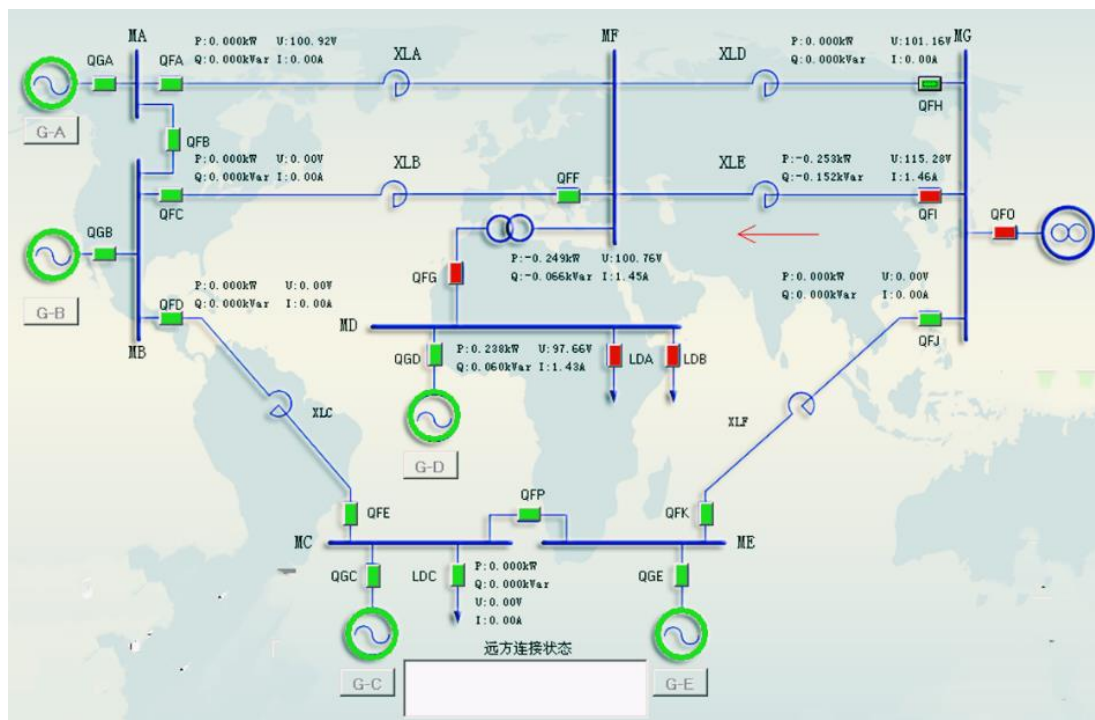 MA
MF
MG
P:0.000kW U:100.92V
Q:0.000kVar I:0.00A
XLA
XLD
P:0.000kW U:101.16V
Q:0.000kVar I:0.00A
QGA
QFA
QFH
G-A
QFB
MB
P:0.000kW U:0.00V
Q:0.000kVar I:0.00A
XLB
XLE
P:-0.253kW U:115.28V
Q:-0.152kVar I:1.46A
QFC
QFF
QFI
QFO
QGB
G-B
P:-0.249kW U:100.76V
Q:-0.066kVar I:1.45A
QFG
P:0.000kW U:0.00V
Q:0.000kVar I:0.00A
QFD
P:0.000kW U:0.00V
Q:0.000kVar I:0.00A
QFJ
MD
MB
QGD
P:0.238kW U:97.66V
Q:0.060kVar I:1.43A
LDA
LDB
XLC
XLF
G-D
QFE
QFP
QFK
MC
ME
QGC
LDC
P:0.000kW
Q:0.000kVar
U:0.00V
I:0.00A
QGE
远方连接状态
G-C
G-E